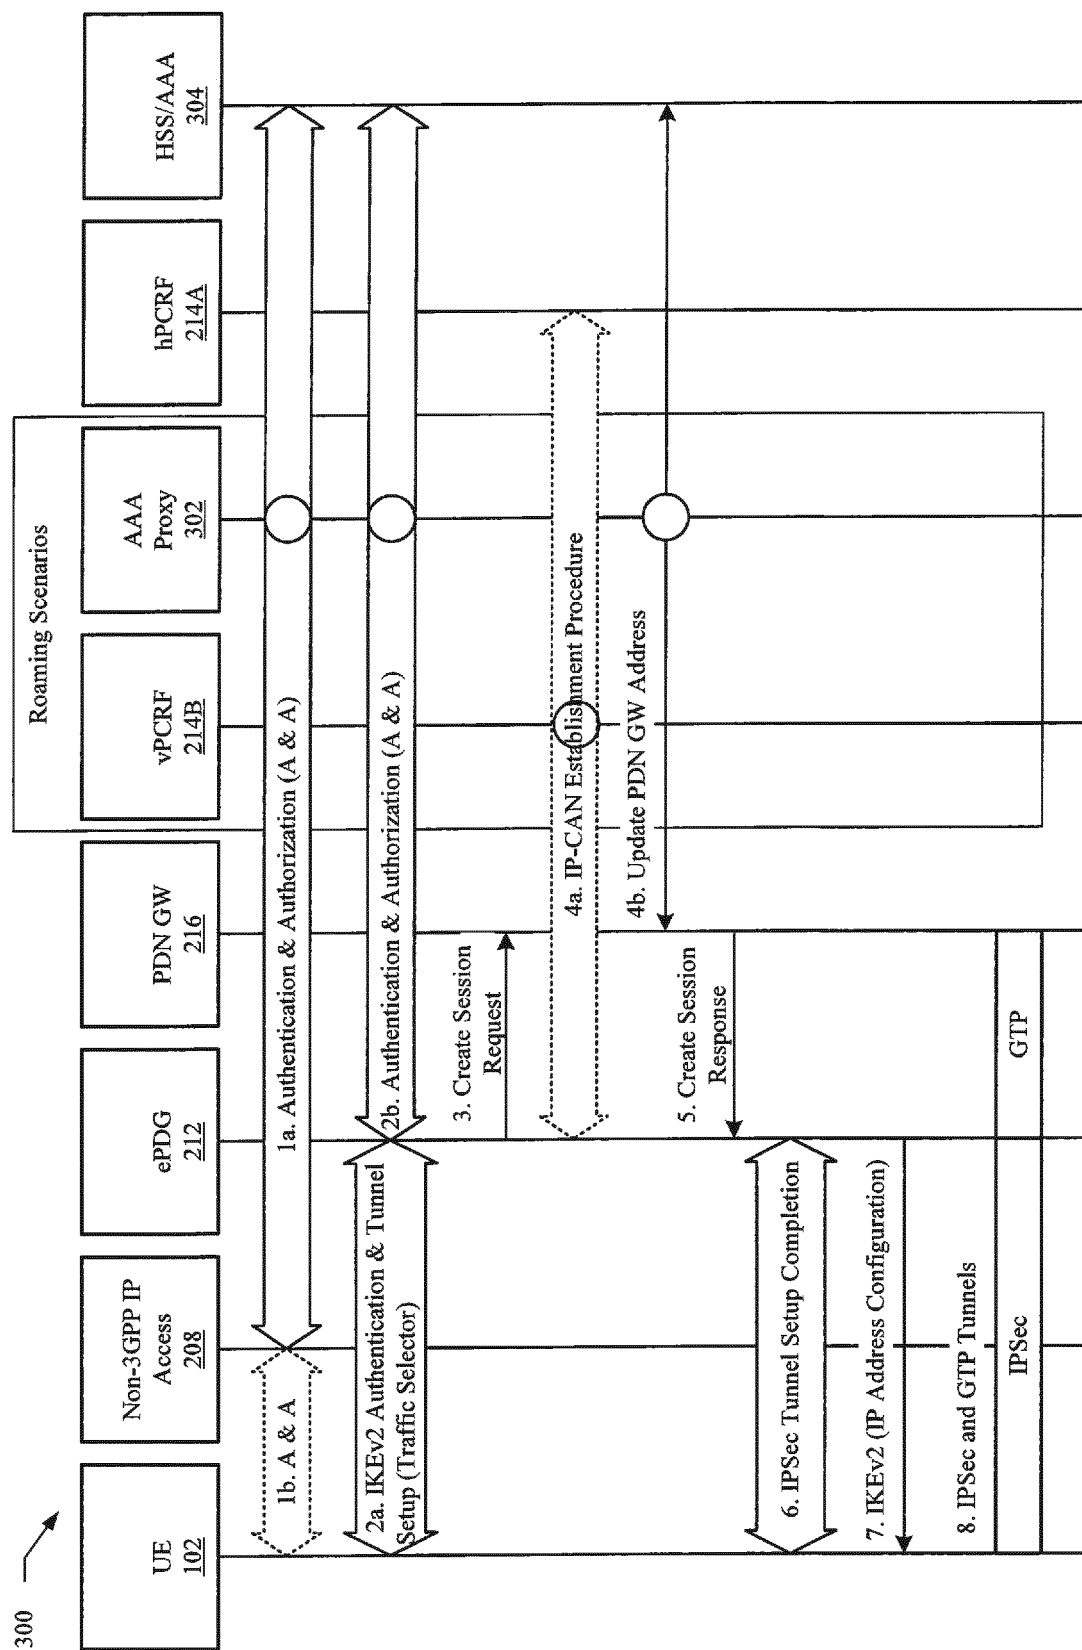 300
UE
102
Non-3GPP IP
Access
208
ePDG
212
PDN GW
216
Roaming Scenarios
vPCRF
214B
AAA
Proxy
302
hPCRF
214A
HSS/AAA
304
1b. A & A
1a. Authentication & Authorization (A & A)
2a. IKEv2 Authentication & Tunnel
Setup (Traffic Selector)
2b. Authentication & Authorization (A & A)
3. Create Session
Request
4a. IP-CAN Establishment Procedure
4b. Update PDN GW Address
5. Create Session
Response
6. IPSec Tunnel Setup Completion
7. IKEv2 (IP Address Configuration)
8. IPSec and GTP Tunnels
IPSec
GTP